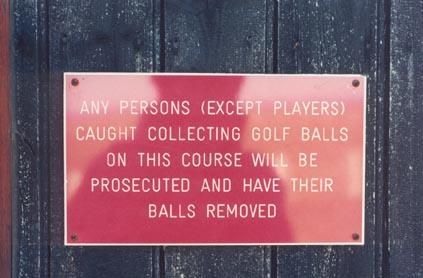 ANY PERSONS (EXCEPT PLAYERS)
CAUGHT COLLECTING GOLF BALLS
ON THIS COURSE WILL BE
PROSECUTED AND HAVE THEIR
BALLS REMOVED